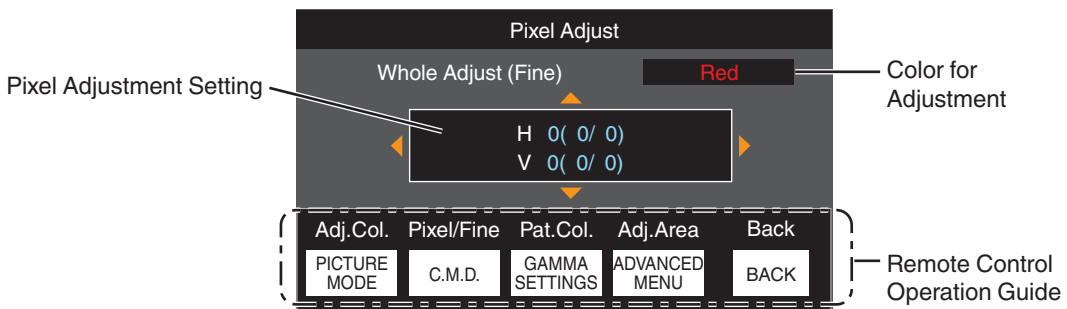 Pixel Adjust
Whole Adjust (Fine) Red
Pixel Adjustment Setting
Color for
Adjustment
H 0( 0/ 0)
V 0( 0/ 0)
Adj.Col. Pixel/Fine Pat.Col. Adj.Area Back
PICTURE
MODE
C.M.D.
GAMMA
SETTINGS
ADVANCED
MENU
BACK
Remote Control
Operation Guide